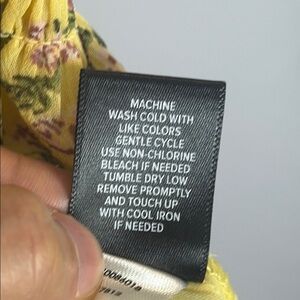 MACHINE
WASH COLD WITH
LIKE COLORS
GENTLE CYCLE
USE NON-CHLORINE
BLEACH IF NEEDED
TUMBLE DRY LOW
REMOVE PROMPTLY
AND TOUCH UP
WITH COOL IRON
IF NEEDED